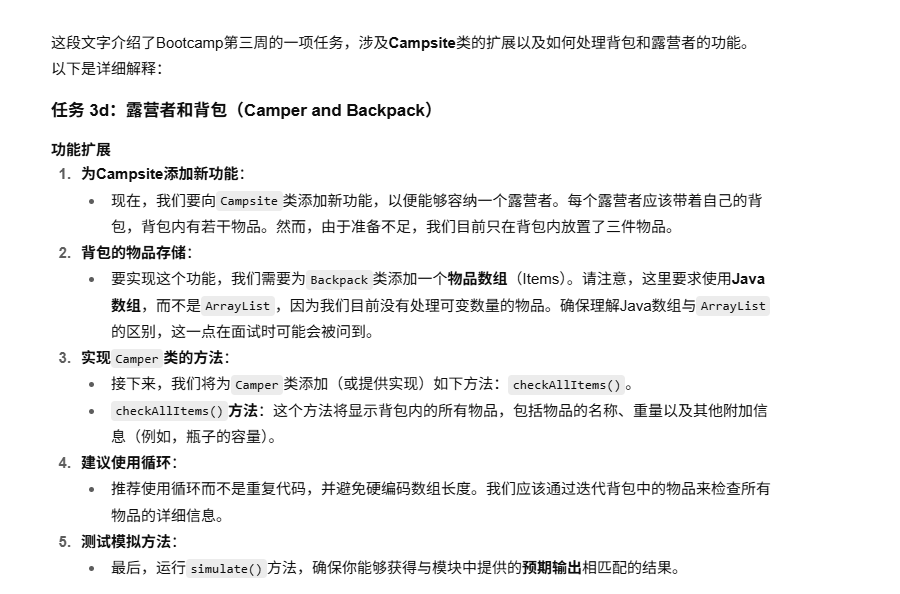 这段文字介绍了Bootcamp第三周的一项任务，涉及Campsite类的扩展以及如何处理背包和露营者的功能。
以下是详细解释：
任务 3d：露营者和背包（Camper and Backpack）
功能扩展
1. 为Campsite添加新功能：
• 现在，我们要向 Campsite 类添加新功能，以便能够容纳一个露营者。每个露营者应该带着自己的背
包，背包内有若干物品。然而，由于准备不足，我们目前只在背包内放置了三件物品。
2. 背包的物品存储：
• 要实现这个功能，我们需要为 Backpack 类添加一个物品数组（Items）。请注意，这里要求使用Java
数组，而不是 ArrayList ，因为我们目前没有处理可变数量的物品。确保理解Java数组与 ArrayList
的区别，这一点在面试时可能会被问到。
3. 实现 Camper 类的方法：
• 接下来，我们将为 Camper 类添加（或提供实现）如下方法： checkAllItems() 。
• checkAllItems() 方法：这个方法将显示背包内的所有物品，包括物品的名称、重量以及其他附加信
息（例如，瓶子的容量）。
4. 建议使用循环：
• 推荐使用循环而不是重复代码，并避免硬编码数组长度。我们应该通过迭代背包中的物品来检查所有
物品的详细信息。
5. 测试模拟方法：
• 最后，运行 simulate() 方法，确保你能够获得与模块中提供的预期输出相匹配的结果。